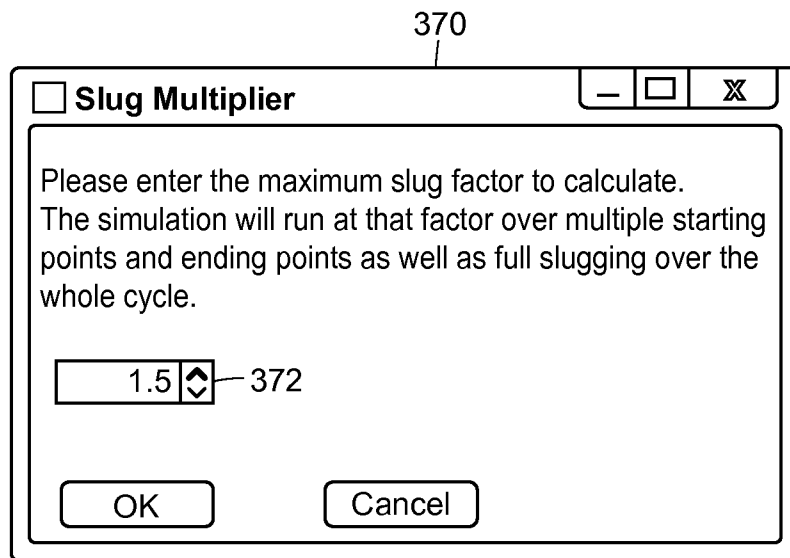 370
Slug Multiplier
X
Please enter the maximum slug factor to calculate.
The simulation will run at that factor over multiple starting
points and ending points as well as full slugging over the
whole cycle.
1.5 372
OK Cancel